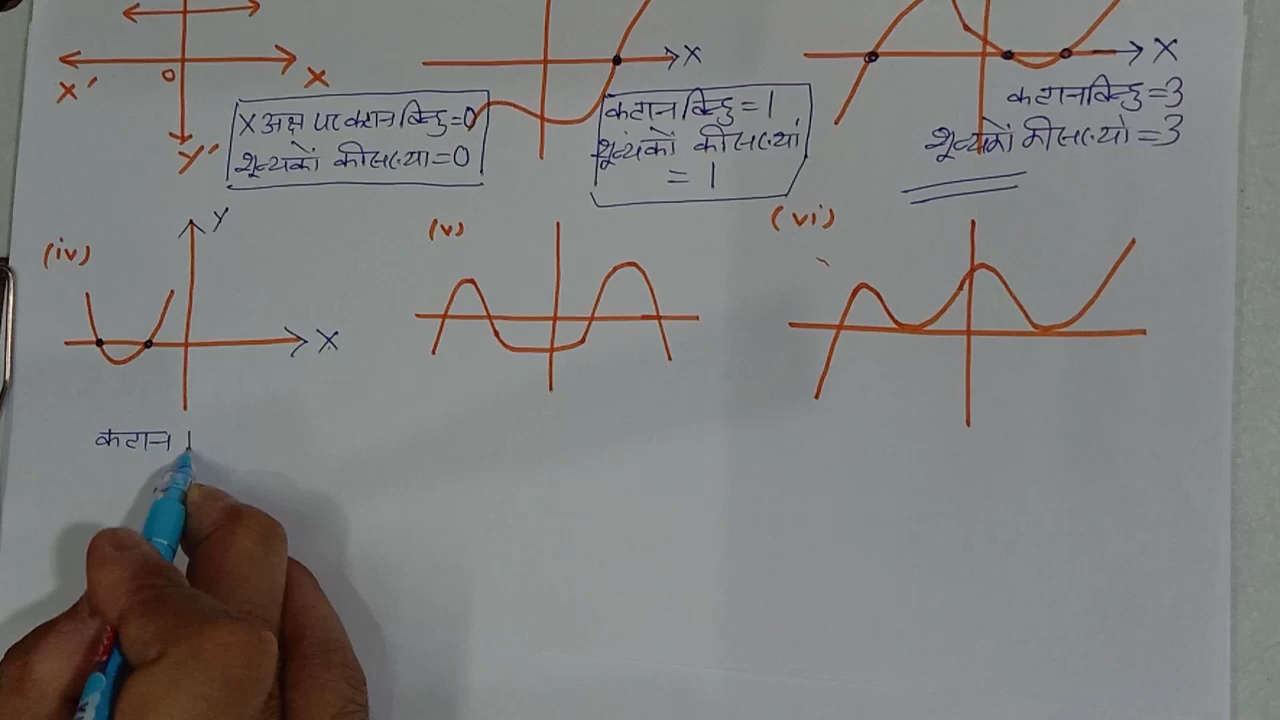 X'
0
X
Y'
X अक्ष पर कटान बिन्दु=0
शून्यकों की संख्या=0
X
कटान बिन्दु=1
शून्यकों की संख्या
= 1
X
कटान बिन्दु=3
शून्यकों की संख्या=3
(iv)
Y
X
(v)
(vi)
कटान